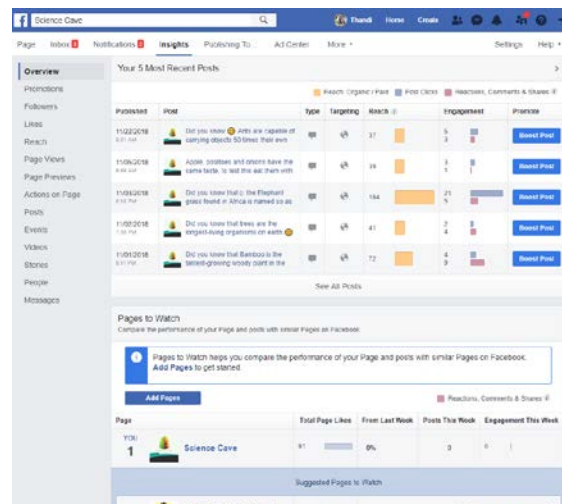 Science Cave
Thandi Home Create
Page Inbox Notifications Insights Publishing To... Ad Center More Settings Help
Overview
Promotions
Followers
Likes
Reach
Page Views
Page Previews
Actions on Page
Posts
Events
Videos
Stories
People
Messages
Your 5 Most Recent Posts
Reach: Organic / Paid Post Clicks Reactions, Comments & Shares
Published Post Type Targeting Reach Engagement Promote
11/22/2018 Did you know Ants are capable of 37 5 Boost Post
carrying objects 50 times their own 3
Apple, potatoes and onions have the 39 3 Boost Post
same taste, to test this eat them with
Did you know that the Elephant 164 21 Boost Post
grass found in Africa is named so as
11/02/2018 Did you know that trees are the 41 2 Boost Post
longest-living organisms on earth 4
11/01/2018 Did you know that Bamboo is the 72 4 Boost Post
fastest-growing woody plant in the 9
See All Posts
Pages to Watch
Compare the performance of your Page and posts with similar Pages on Facebook.
Pages to Watch helps you compare the performance of your Page and posts with similar Pages on Facebook.
Add Pages to get started.
Add Pages
Reactions, Comments & Shares
Page Total Page Likes From Last Week Posts This Week Engagement This Week
YOU
1 Science Cave 0% 0 0
Suggested Pages to Watch